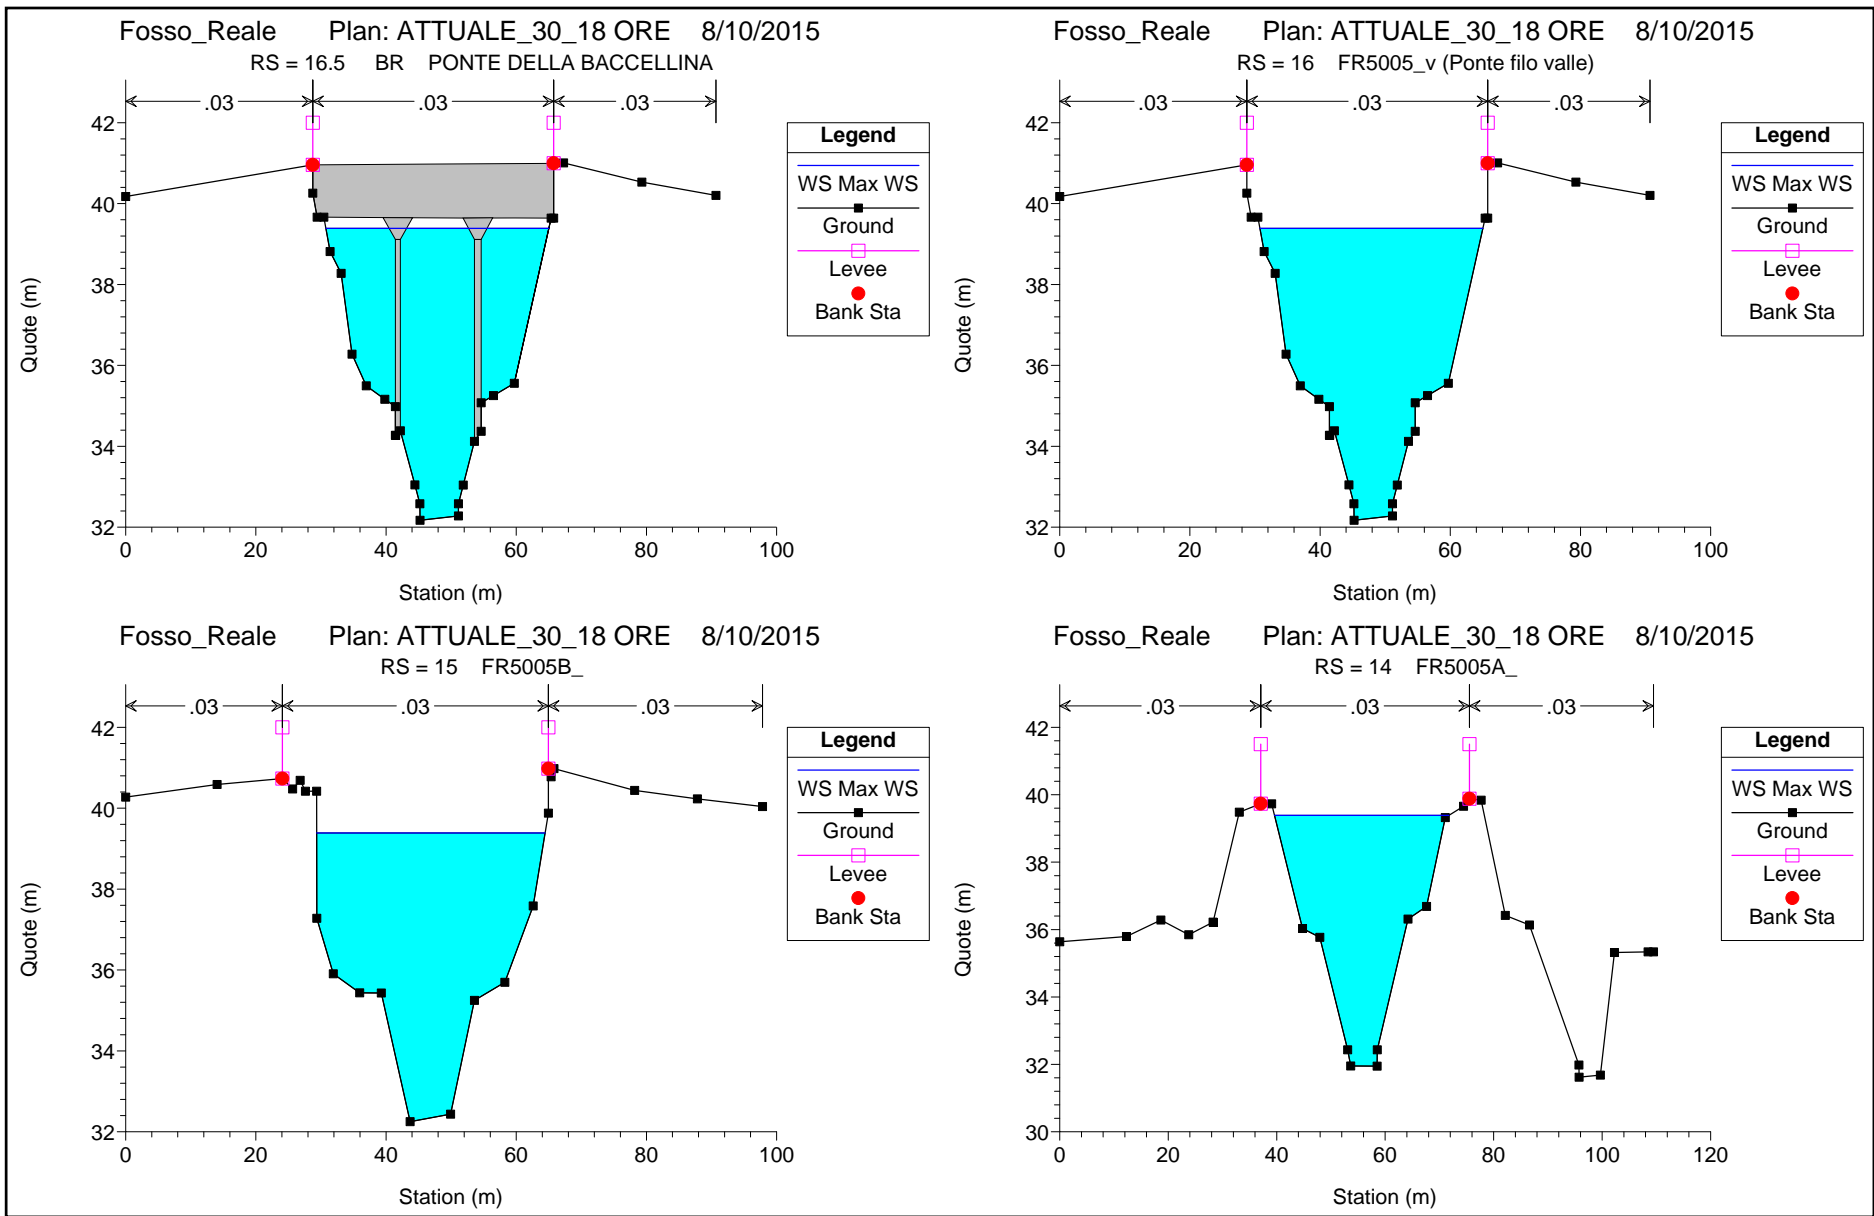 Fosso_Reale Plan: ATTUALE_30_18 ORE 8/10/2015
RS = 16.5 BR PONTE DELLA BACCELLINA
.03 .03 .03
42
40
38
36
34
32
Quote (m)
0 20 40 60 80 100
Station (m)
Legend
WS Max WS
Ground
Levee
Bank Sta
Fosso_Reale Plan: ATTUALE_30_18 ORE 8/10/2015
RS = 16 FR5005_v (Ponte filo valle)
.03 .03 .03
42
40
38
36
34
32
Quote (m)
0 20 40 60 80 100
Station (m)
Legend
WS Max WS
Ground
Levee
Bank Sta
Fosso_Reale Plan: ATTUALE_30_18 ORE 8/10/2015
RS = 15 FR5005B_
.03 .03 .03
42
40
38
36
34
32
Quote (m)
0 20 40 60 80 100
Station (m)
Legend
WS Max WS
Ground
Levee
Bank Sta
Fosso_Reale Plan: ATTUALE_30_18 ORE 8/10/2015
RS = 14 FR5005A_
.03 .03 .03
42
40
38
36
34
32
30
Quote (m)
0 20 40 60 80 100 120
Station (m)
Legend
WS Max WS
Ground
Levee
Bank Sta